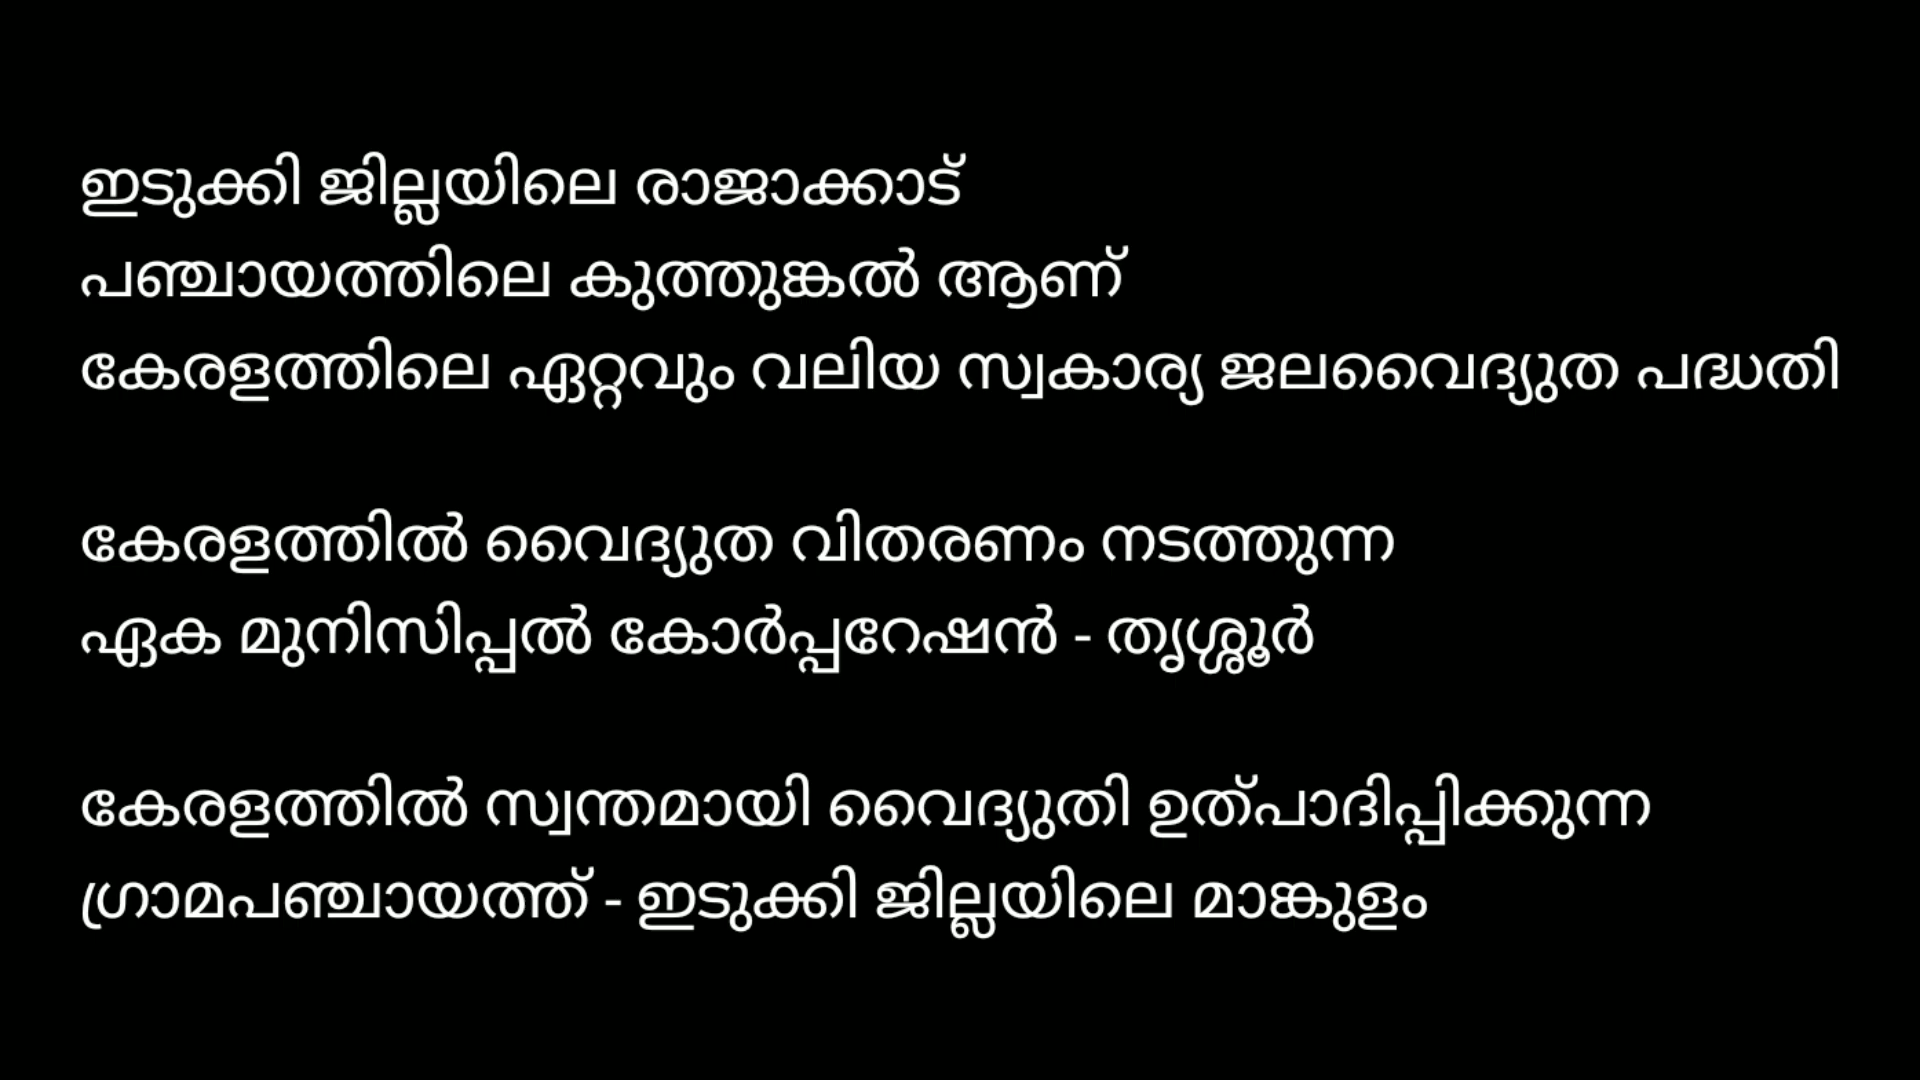 ഇടുക്കി ജില്ലയിലെ രാജാക്കാട്
പഞ്ചായത്തിലെ കുത്തുങ്കൽ ആണ്
കേരളത്തിലെ ഏറ്റവും വലിയ സ്വകാര്യ ജലവൈദ്യുത പദ്ധതി
കേരളത്തിൽ വൈദ്യുത വിതരണം നടത്തുന്ന
ഏക മുനിസിപ്പൽ കോർപ്പറേഷൻ - തൃശ്ശൂർ
കേരളത്തിൽ സ്വന്തമായി വൈദ്യുതി ഉത്പാദിപ്പിക്കുന്ന
ഗ്രാമപഞ്ചായത്ത് - ഇടുക്കി ജില്ലയിലെ മാങ്കുളം